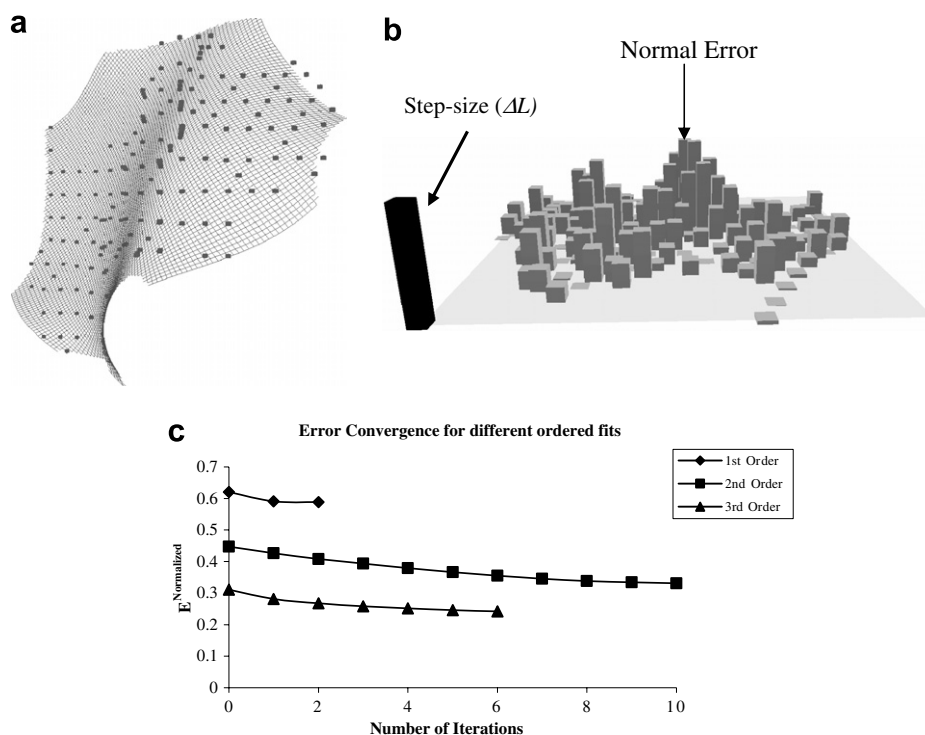 a
b
Normal Error
Step-size (ΔL)
c
Error Convergence for different ordered fits
1st Order
2nd Order
3rd Order
0.7
0.6
0.5
0.4
0.3
0.2
0.1
0
E^Normalized
0 2 4 6 8 10
Number of Iterations